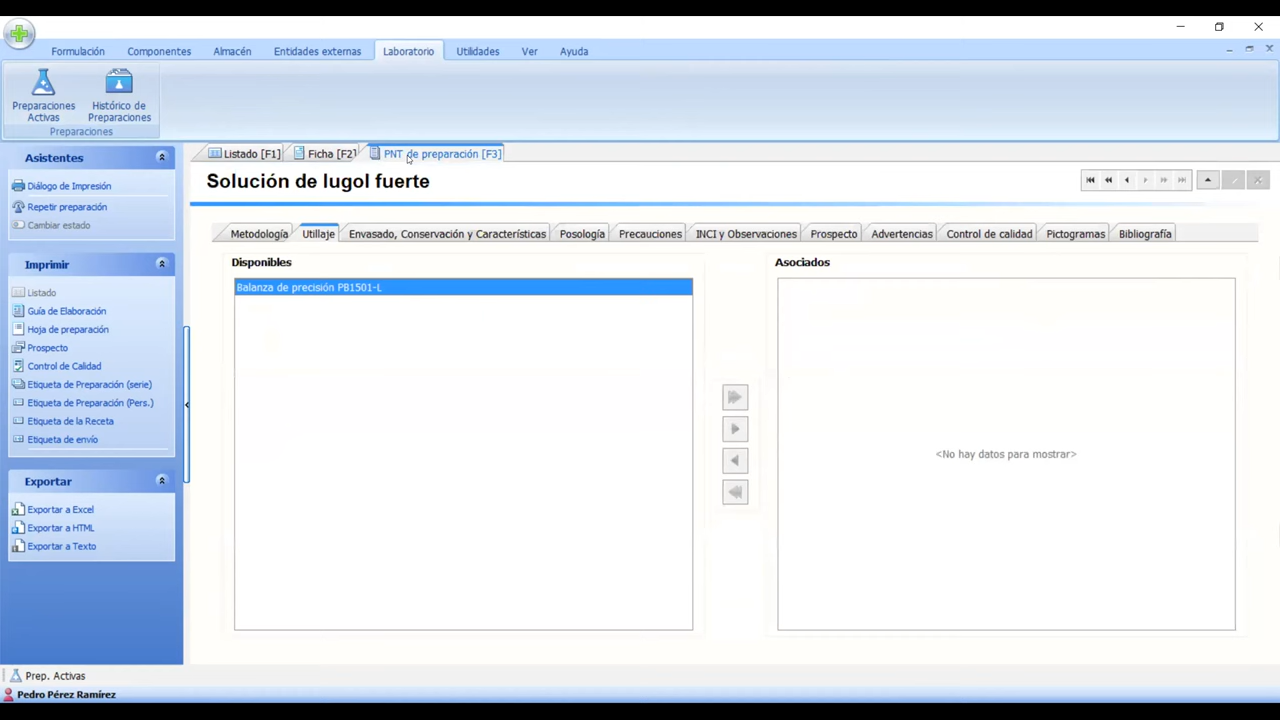 Formulación Componentes Almacén Entidades externas Laboratorio Utilidades Ver Ayuda
Preparaciones Activas
Histórico de Preparaciones
Preparaciones
Asistentes
Diálogo de Impresión
Repetir preparación
Cambiar estado
Imprimir
Listado
Guía de Elaboración
Hoja de preparación
Prospecto
Control de Calidad
Etiqueta de Preparación (serie)
Etiqueta de Preparación (Pers.)
Etiqueta de la Receta
Etiqueta de envío
Exportar
Exportar a Excel
Exportar a HTML
Exportar a Texto
Listado [F1] Ficha [F2] PNT de preparación [F3]
Solución de lugol fuerte
Metodología Utillaje Envasado, Conservación y Características Posología Precauciones INCI y Observaciones Prospecto Advertencias Control de calidad Pictogramas Bibliografía
Disponibles
Balanza de precisión PB1501-L
Asociados
<No hay datos para mostrar>
Prep. Activas
Pedro Pérez Ramírez